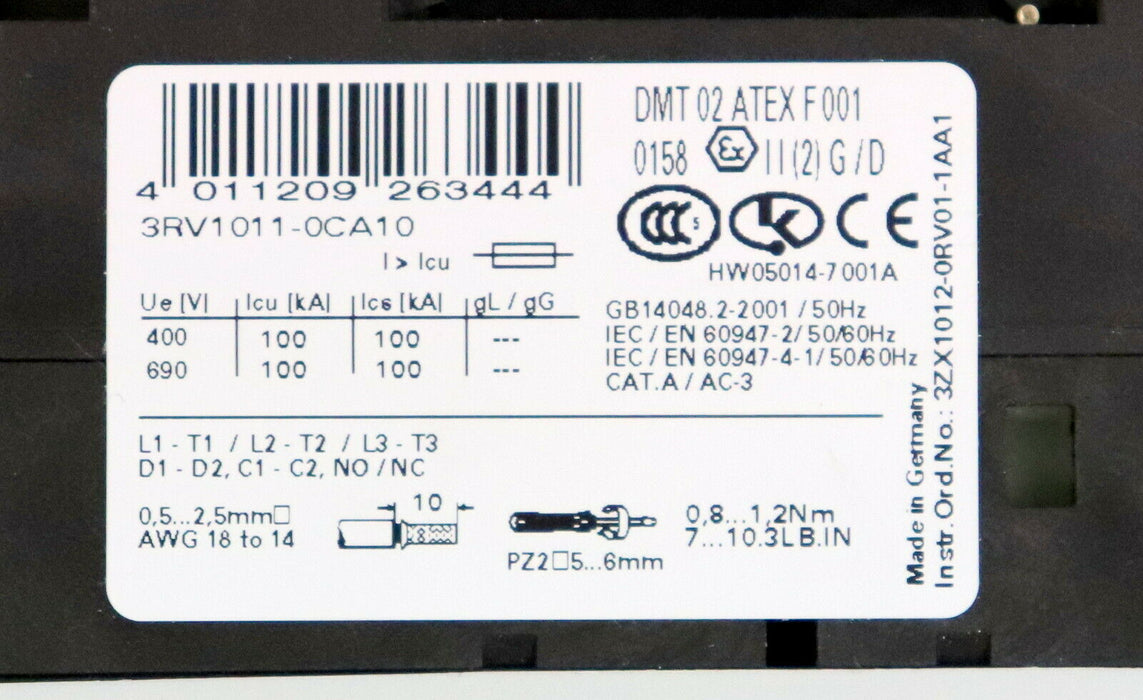 4 011209 263444
3RV1011-0CA10
I > Icu
Ue [V] Icu [kA] Ics [kA] gL / gG
400 100 100 ---
690 100 100 ---
DMT 02 ATEX F 001
0158 Ex II (2) G / D
CCC S CE
HW05014-7001A
GB14048.2-2001 / 50Hz
IEC / EN 60947-2 / 50/60Hz
IEC / EN 60947-4-1 / 50/60Hz
CAT.A / AC-3
L1 - T1 / L2 - T2 / L3 - T3
D1 - D2, C1 - C2, NO / NC
0,5...2,5mm□
AWG 18 to 14
10
PZ2□5...6mm
0,8...1,2Nm
7...10.3LB.IN
Made in Germany
Instr.Ord.No.: 3ZX1012-0RV01-1AA1